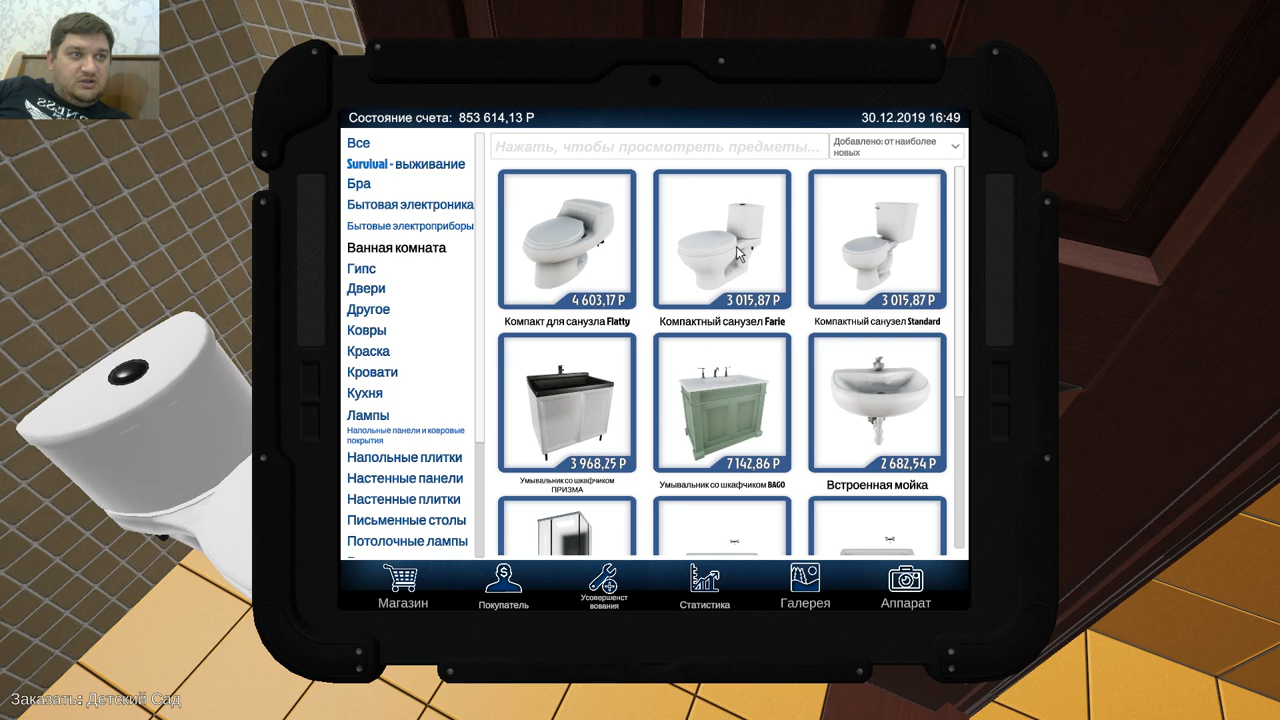 Состояние счета: 853 614,13 Р
30.12.2019 16:49
Все
Survival - выживание
Бра
Бытовая электроника
Бытовые электроприборы
Ванная комната
Гипс
Двери
Другое
Ковры
Краска
Кровати
Кухня
Лампы
Напольные панели и ковровые
покрытия
Напольные плитки
Настенные панели
Настенные плитки
Письменные столы
Потолочные лампы
Нажать, чтобы просмотреть предметы...
Добавлено: от наиболее
новых
4 603,17 Р
3 015,87 Р
3 015,87 Р
Компакт для санузла Flatty
Компактный санузел Farie
Компактный санузел Standard
3 968,25 Р
7 142,86 Р
2 682,54 Р
Умывальник со шкафчиком
ПРИЗМА
Умывальник со шкафчиком BAGO
Встроенная мойка
Магазин
Покупатель
Усовершенст
вования
Статистика
Галерея
Аппарат
Заказать: Детский Сад